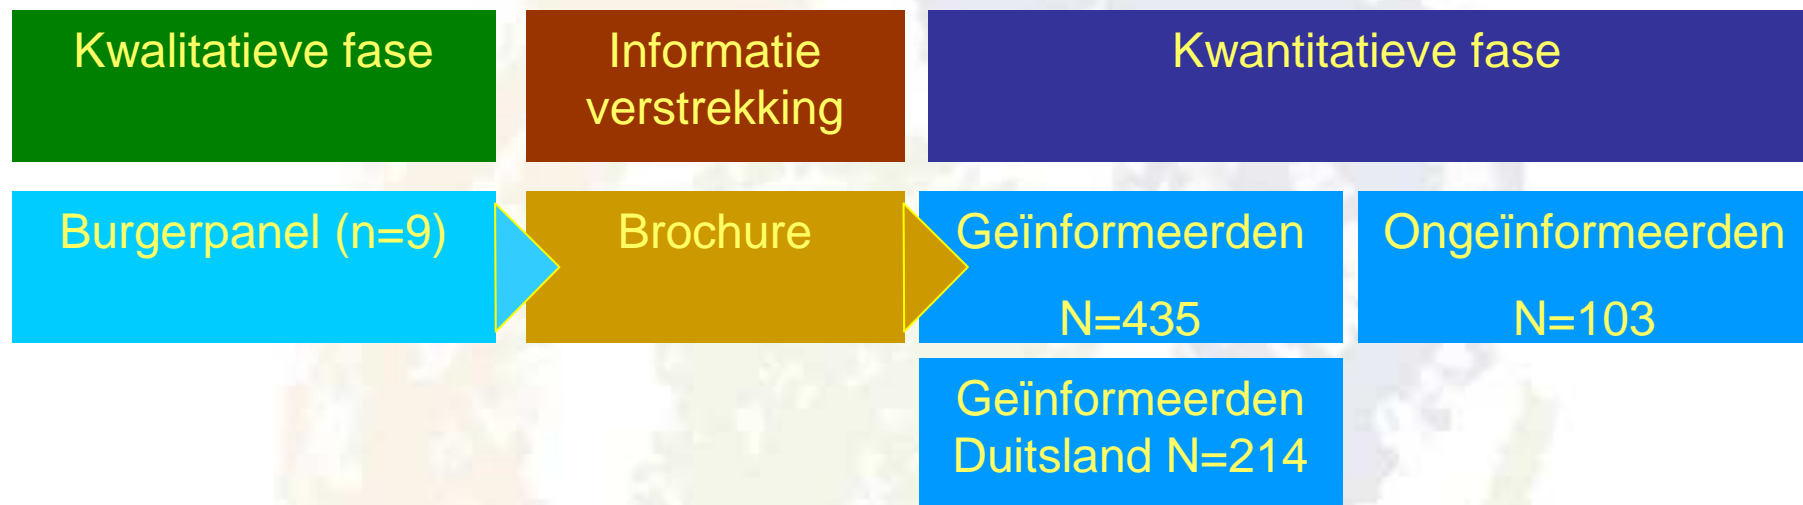 Kwalitatieve fase
Informatie
verstrekking
Kwantitatieve fase
Burgerpanel (n=9)
Brochure
Geïnformeerden
N=435
Ongeïnformeerden
N=103
Geïnformeerden
Duitsland N=214